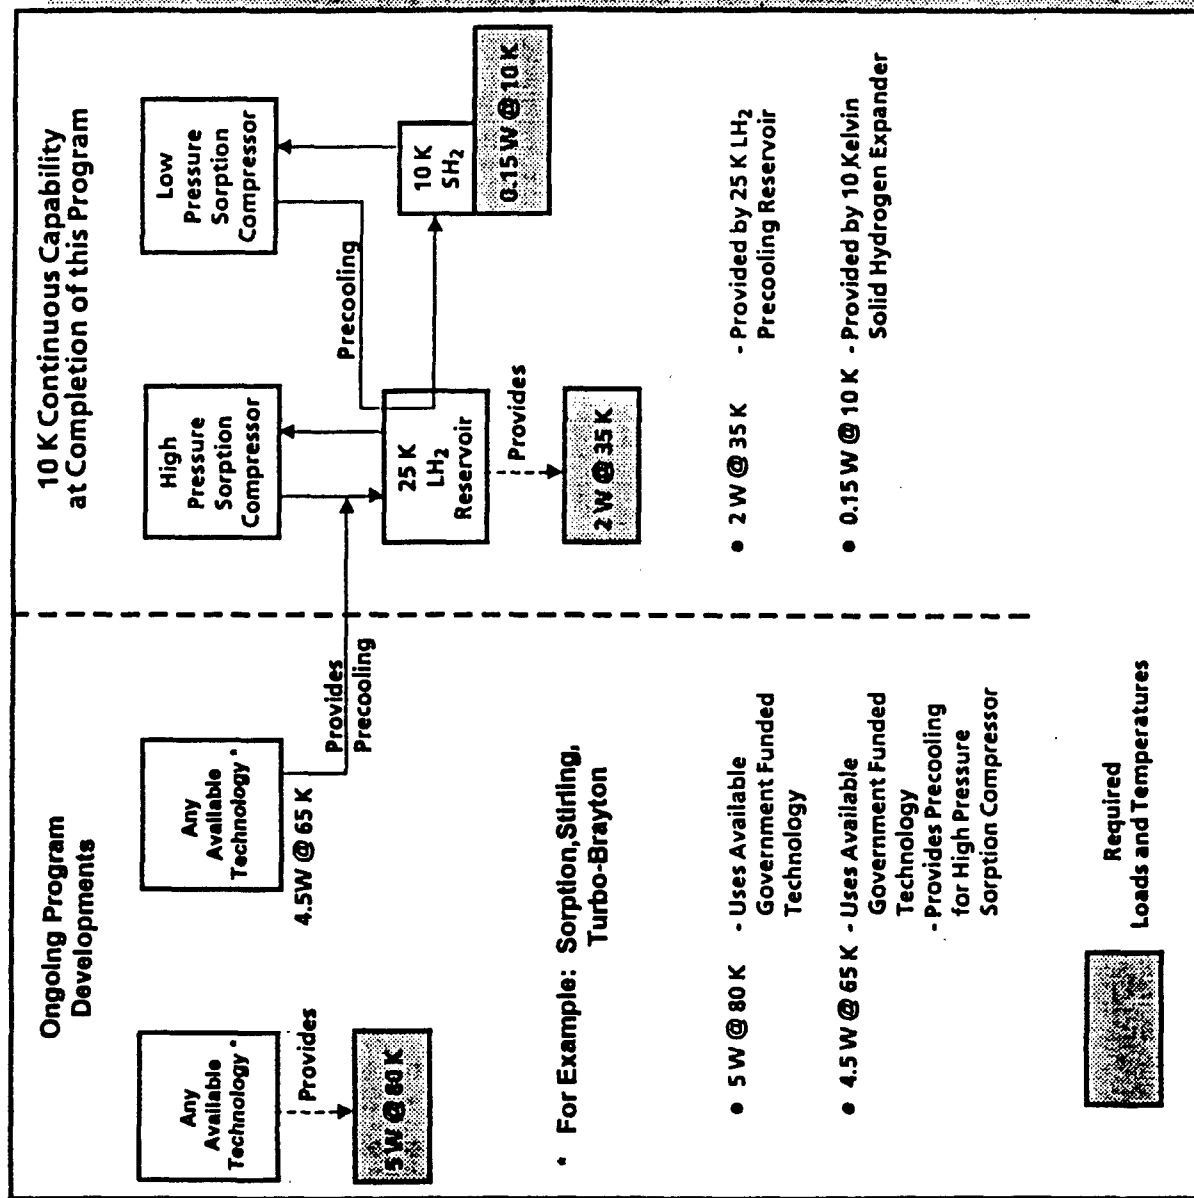 Ongoing Program
Developments
Any
Available
Technology *
Provides
5 W @ 80 K
Any
Available
Technology *
4.5W @ 65 K
Provides
Precooling
* For Example: Sorption,Stirling,
Turbo-Brayton
• 5 W @ 80 K - Uses Available
Government Funded
Technology
• 4.5 W @ 65 K - Uses Available
Government Funded
Technology
- Provides Precooling
for High Pressure
Sorption Compressor
Required
Loads and Temperatures
10 K Continuous Capability
at Completion of this Program
High
Pressure
Sorption
Compressor
Low
Pressure
Sorption
Compressor
Precooling
25 K
LH₂
Reservoir
10 K
SH₂
0.15 W @ 10 K
Provides
2 W @ 35 K
• 2 W @ 35 K - Provided by 25 K LH₂
Precooling Reservoir
• 0.15 W @ 10 K - Provided by 10 Kelvin
Solid Hydrogen Expander